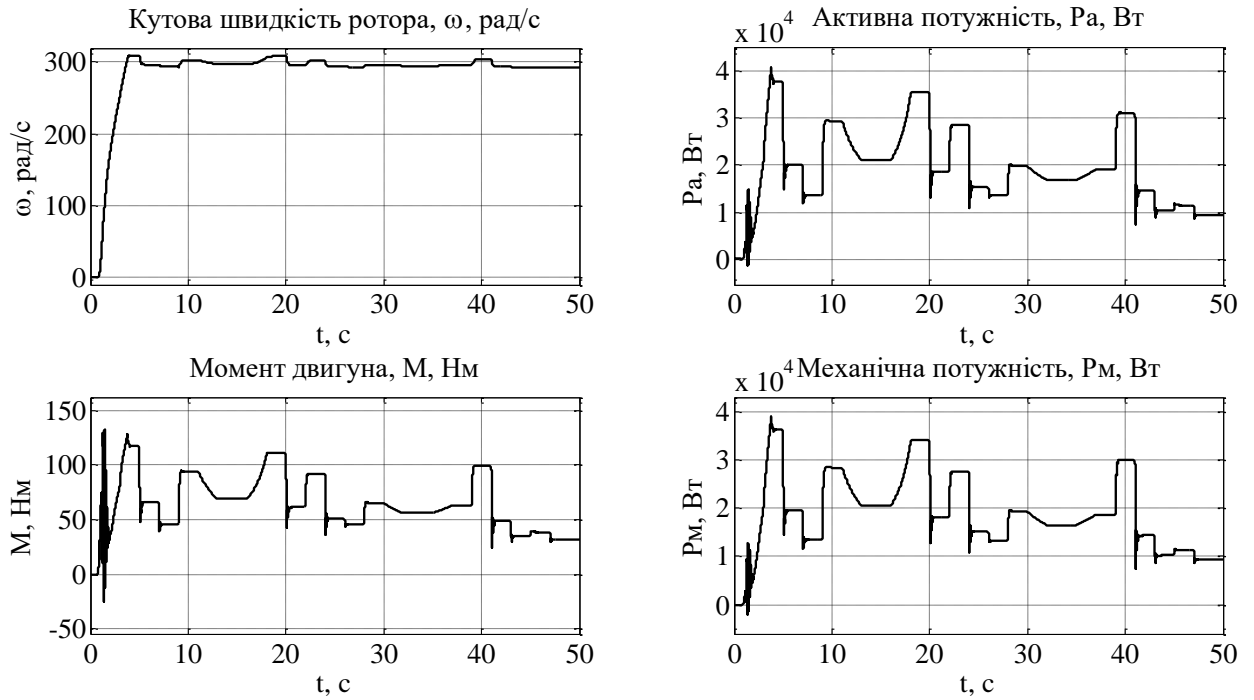 Кутова швидкість ротора, ω, рад/с
300
200
100
0
ω, рад/с
0 10 20 30 40 50
t, с
Активна потужність, Ра, Вт
x 10^4
4
3
2
1
0
Ра, Вт
0 10 20 30 40 50
t, с
Момент двигуна, М, Нм
150
100
50
0
-50
М, Нм
0 10 20 30 40 50
t, с
Механічна потужність, Рм, Вт
x 10^4
4
3
2
1
0
Рм, Вт
0 10 20 30 40 50
t, с